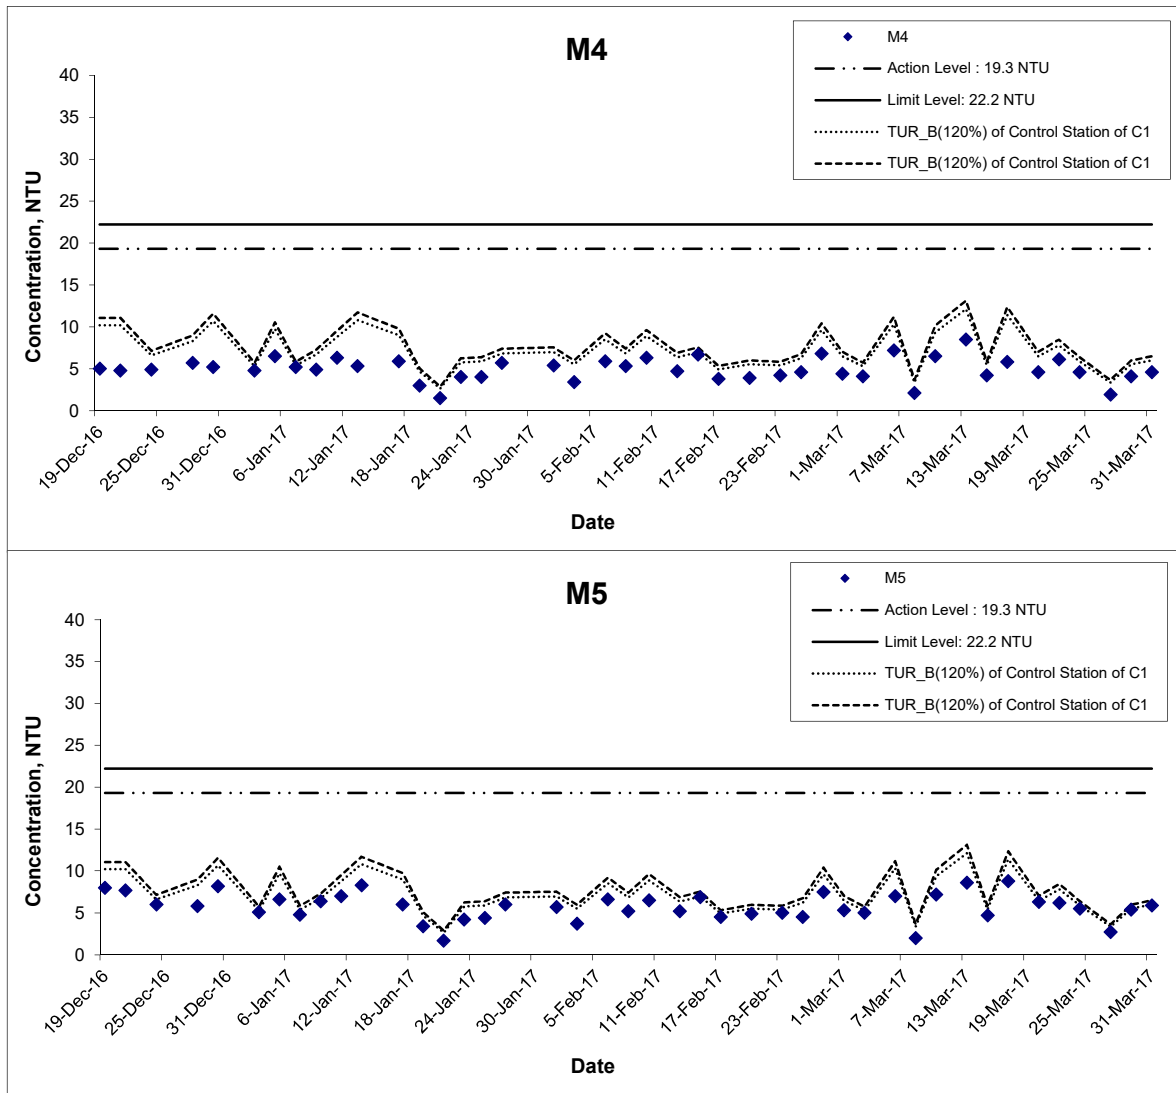 M4
M4
Action Level : 19.3 NTU
Limit Level: 22.2 NTU
TUR_B(120%) of Control Station of C1
TUR_B(120%) of Control Station of C1
Concentration, NTU
40
35
30
25
20
15
10
5
0
19-Dec-16
25-Dec-16
31-Dec-16
6-Jan-17
12-Jan-17
18-Jan-17
24-Jan-17
30-Jan-17
5-Feb-17
11-Feb-17
17-Feb-17
23-Feb-17
1-Mar-17
7-Mar-17
13-Mar-17
19-Mar-17
25-Mar-17
31-Mar-17
Date
M5
M5
Action Level : 19.3 NTU
Limit Level: 22.2 NTU
TUR_B(120%) of Control Station of C1
TUR_B(120%) of Control Station of C1
Concentration, NTU
40
35
30
25
20
15
10
5
0
19-Dec-16
25-Dec-16
31-Dec-16
6-Jan-17
12-Jan-17
18-Jan-17
24-Jan-17
30-Jan-17
5-Feb-17
11-Feb-17
17-Feb-17
23-Feb-17
1-Mar-17
7-Mar-17
13-Mar-17
19-Mar-17
25-Mar-17
31-Mar-17
Date